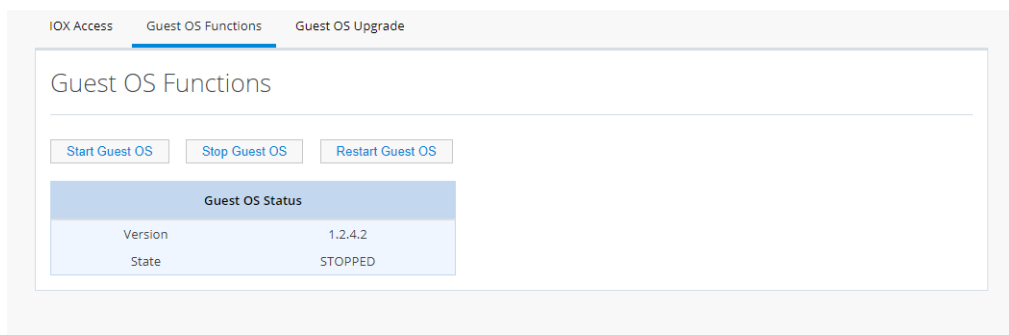 IOX Access Guest OS Functions Guest OS Upgrade
Guest OS Functions
Start Guest OS Stop Guest OS Restart Guest OS
Guest OS Status
Version 1.2.4.2
State STOPPED